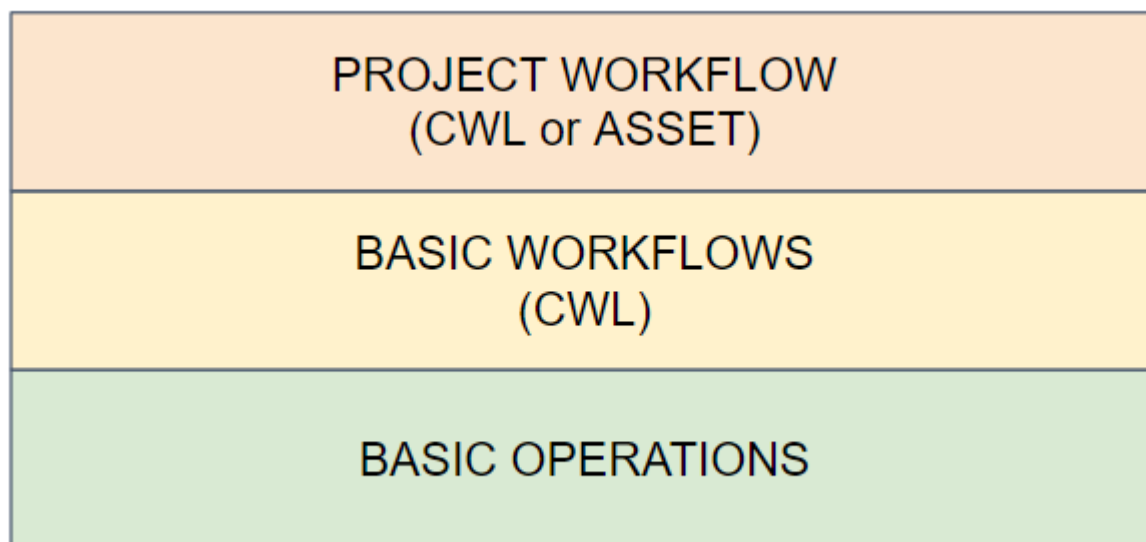 PROJECT WORKFLOW
(CWL or ASSET)
BASIC WORKFLOWS
(CWL)
BASIC OPERATIONS